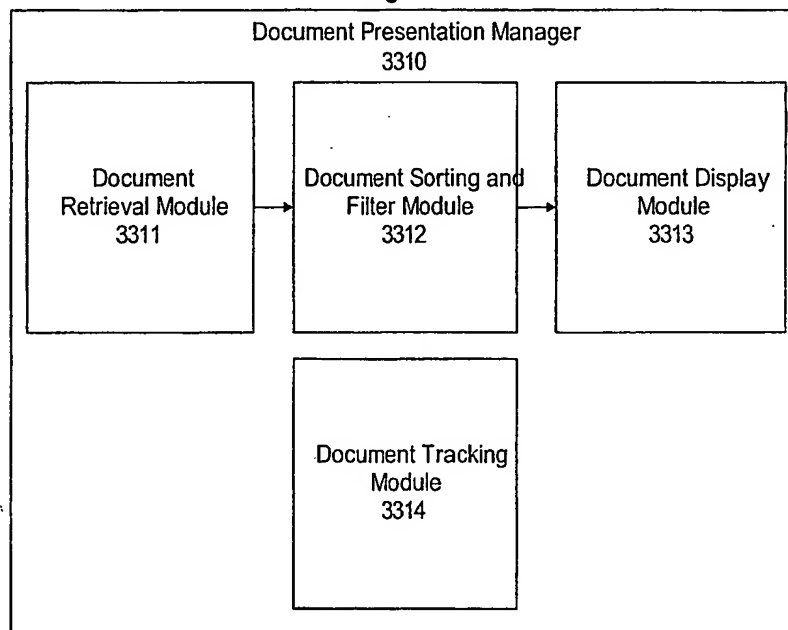 Document Presentation Manager
3310
Document
Retrieval Module
3311
Document Sorting and
Filter Module
3312
Document Display
Module
3313
Document Tracking
Module
3314